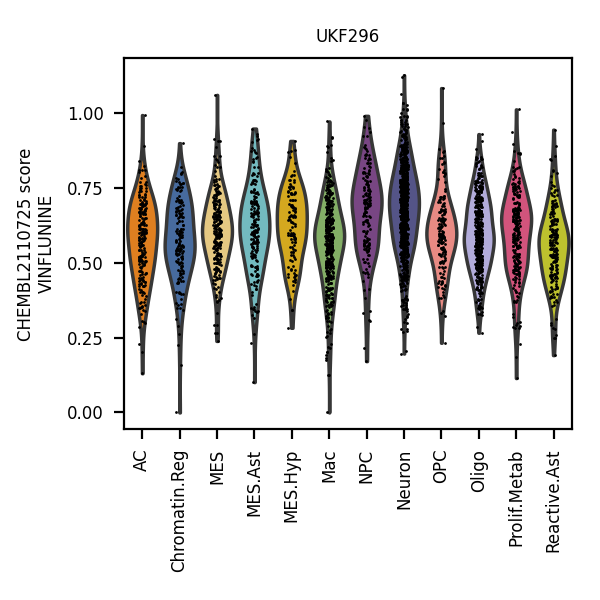 UKF296
CHEMBL2110725 score
VINFLUNINE
1.00
0.75
0.50
0.25
0.00
AC
Chromatin.Reg
MES
MES.Ast
MES.Hyp
Mac
NPC
Neuron
OPC
Oligo
Prolif.Metab
Reactive.Ast